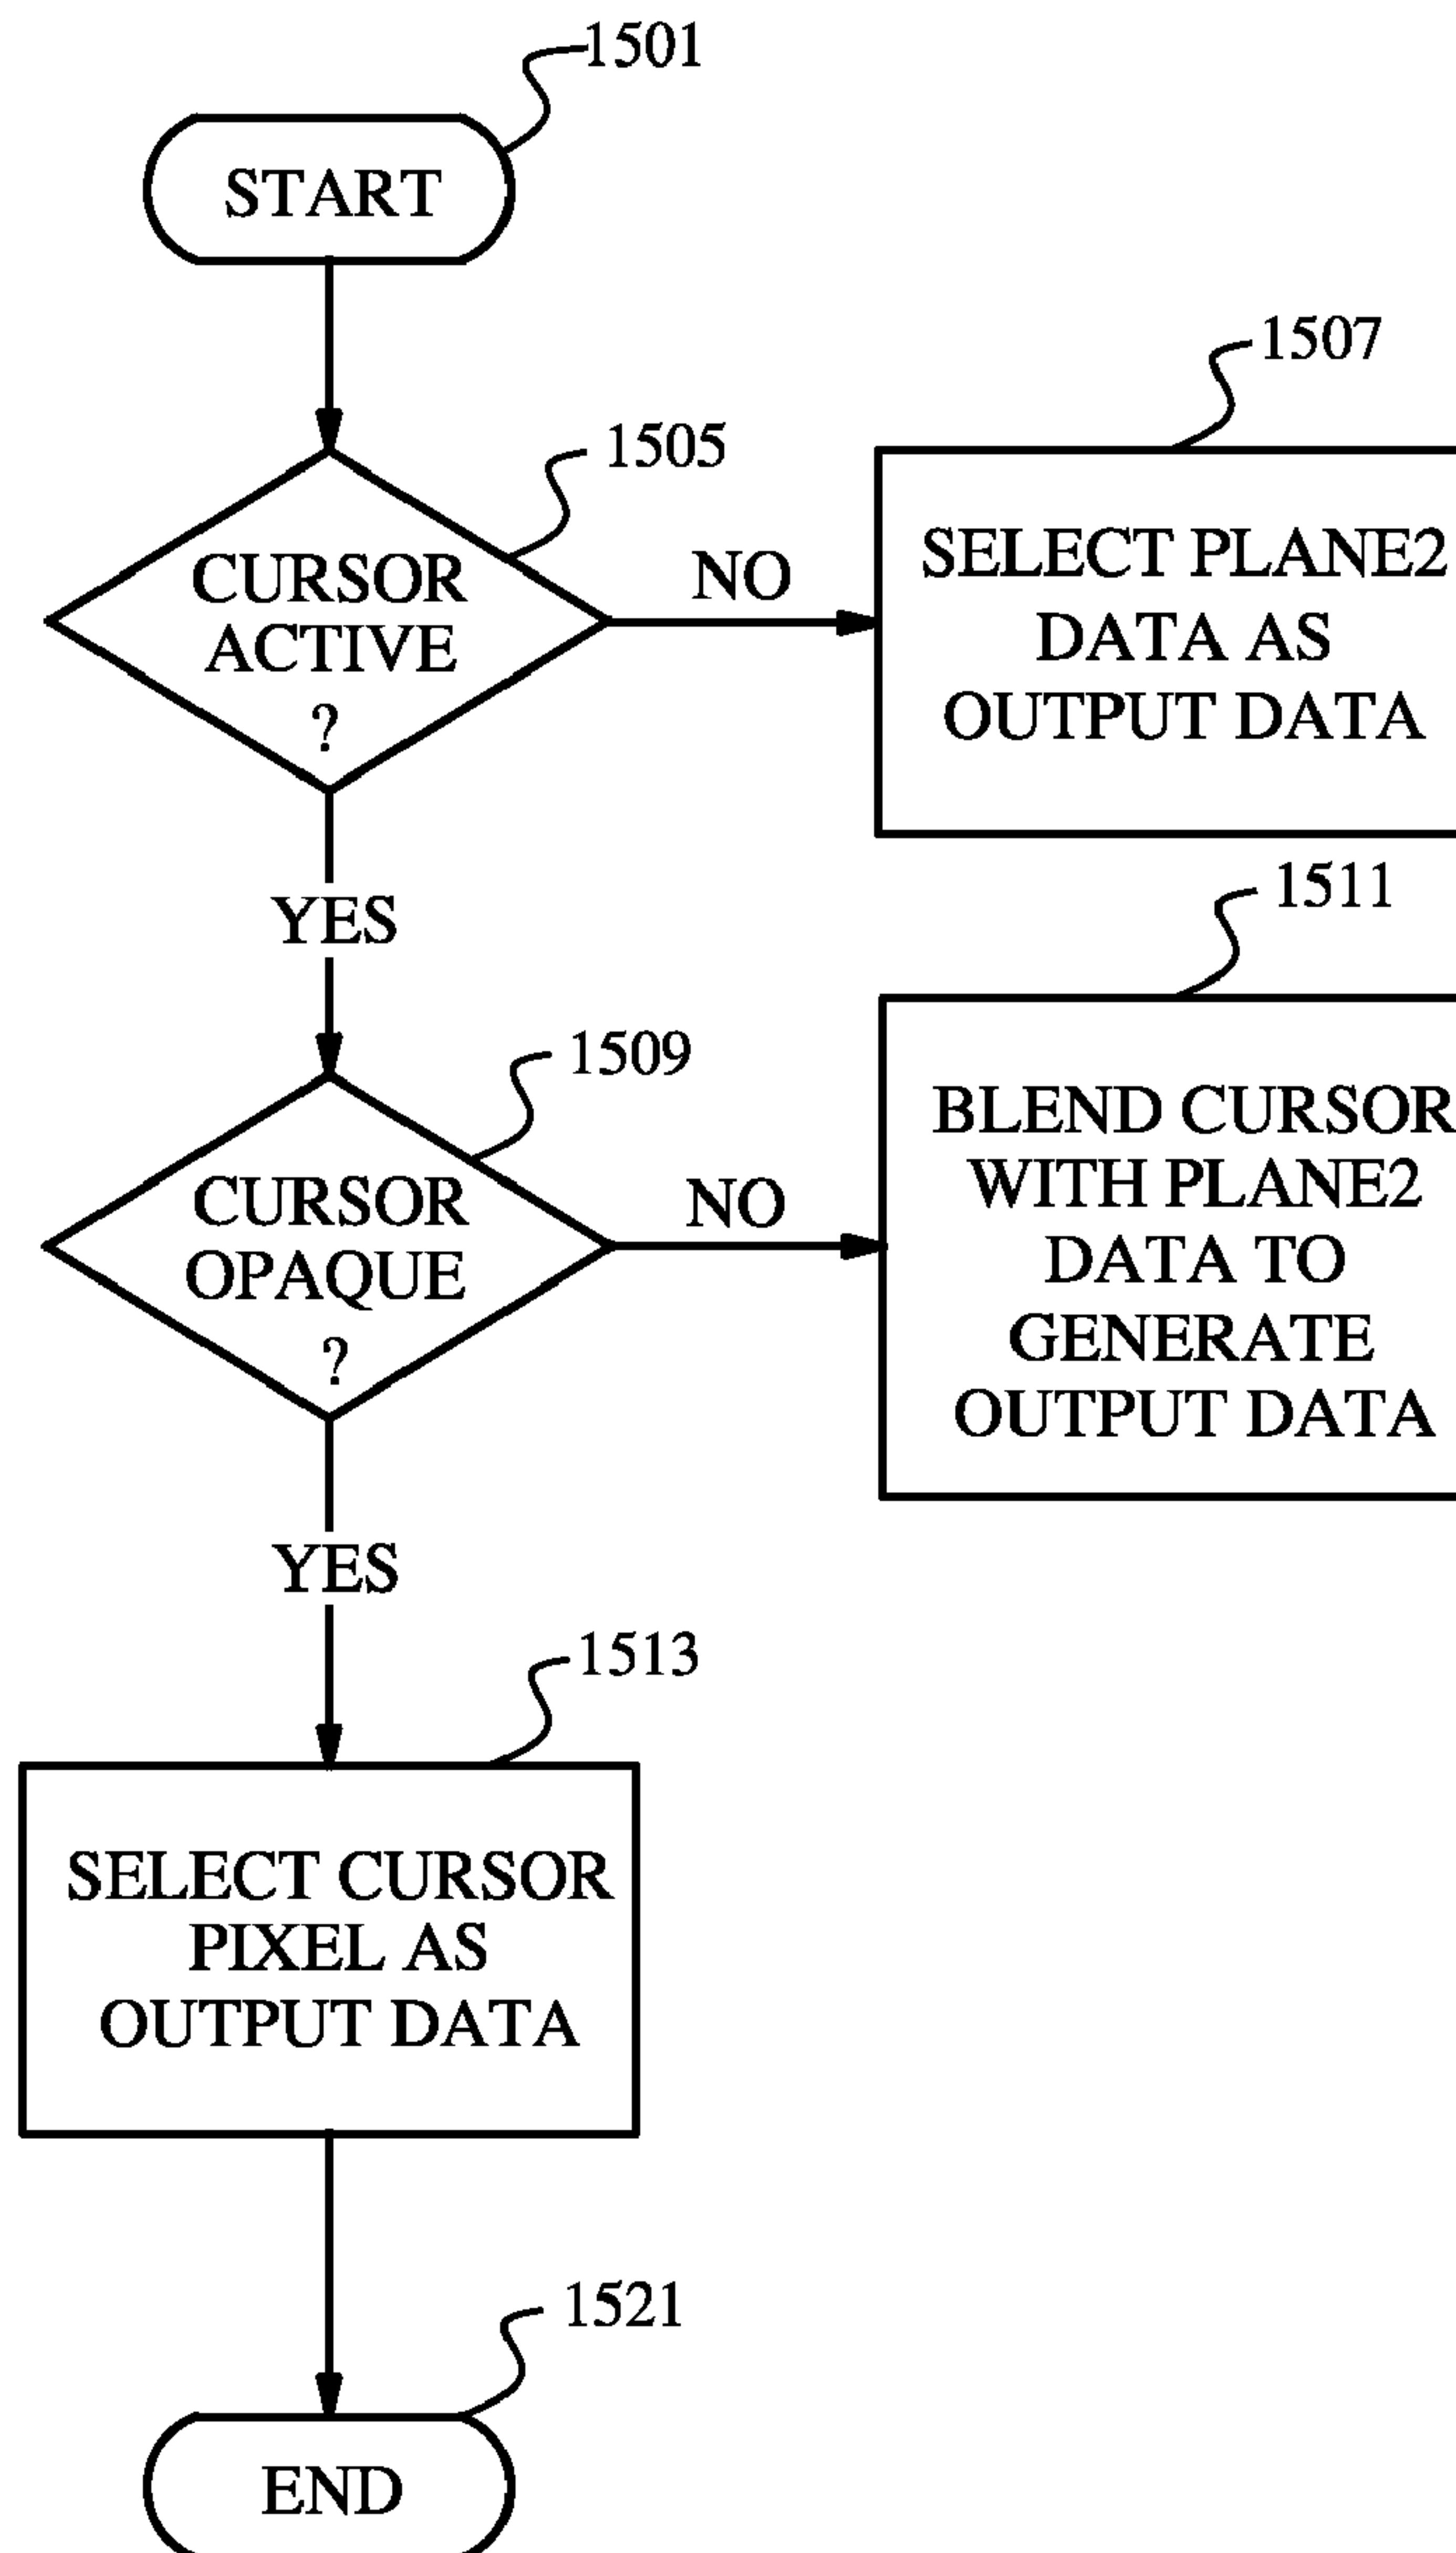 1501
START
1507
1505
CURSOR
ACTIVE
?
NO
SELECT PLANE2
DATA AS
OUTPUT DATA
YES
1511
1509
CURSOR
OPAQUE
?
NO
BLEND CURSOR
WITH PLANE2
DATA TO
GENERATE
OUTPUT DATA
YES
1513
SELECT CURSOR
PIXEL AS
OUTPUT DATA
1521
END